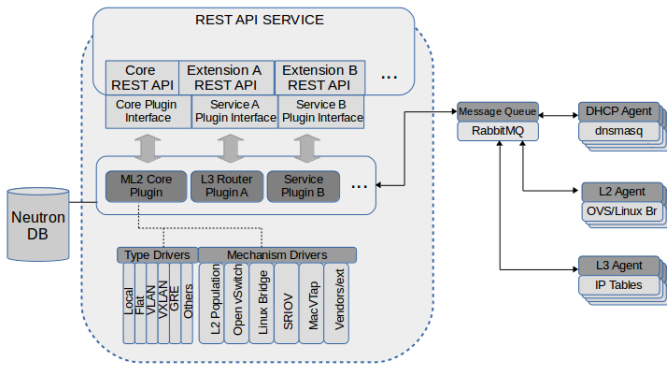 REST API SERVICE
Core
REST API
Extension A
REST API
Extension B
REST API
...
Core Plugin
Interface
Service A
Plugin Interface
Service B
Plugin Interface
ML2 Core
Plugin
L3 Router
Plugin A
Service
Plugin B
...
Neutron
DB
Type Drivers
Local
Flat
VLAN
VXLAN
GRE
Others
Mechanism Drivers
L2 Population
Open vSwitch
Linux Bridge
SRIOV
MacVTap
Vendors/ext
Message Queue
RabbitMQ
DHCP Agent
dnsmasq
L2 Agent
OVS/Linux Br
L3 Agent
IP Tables